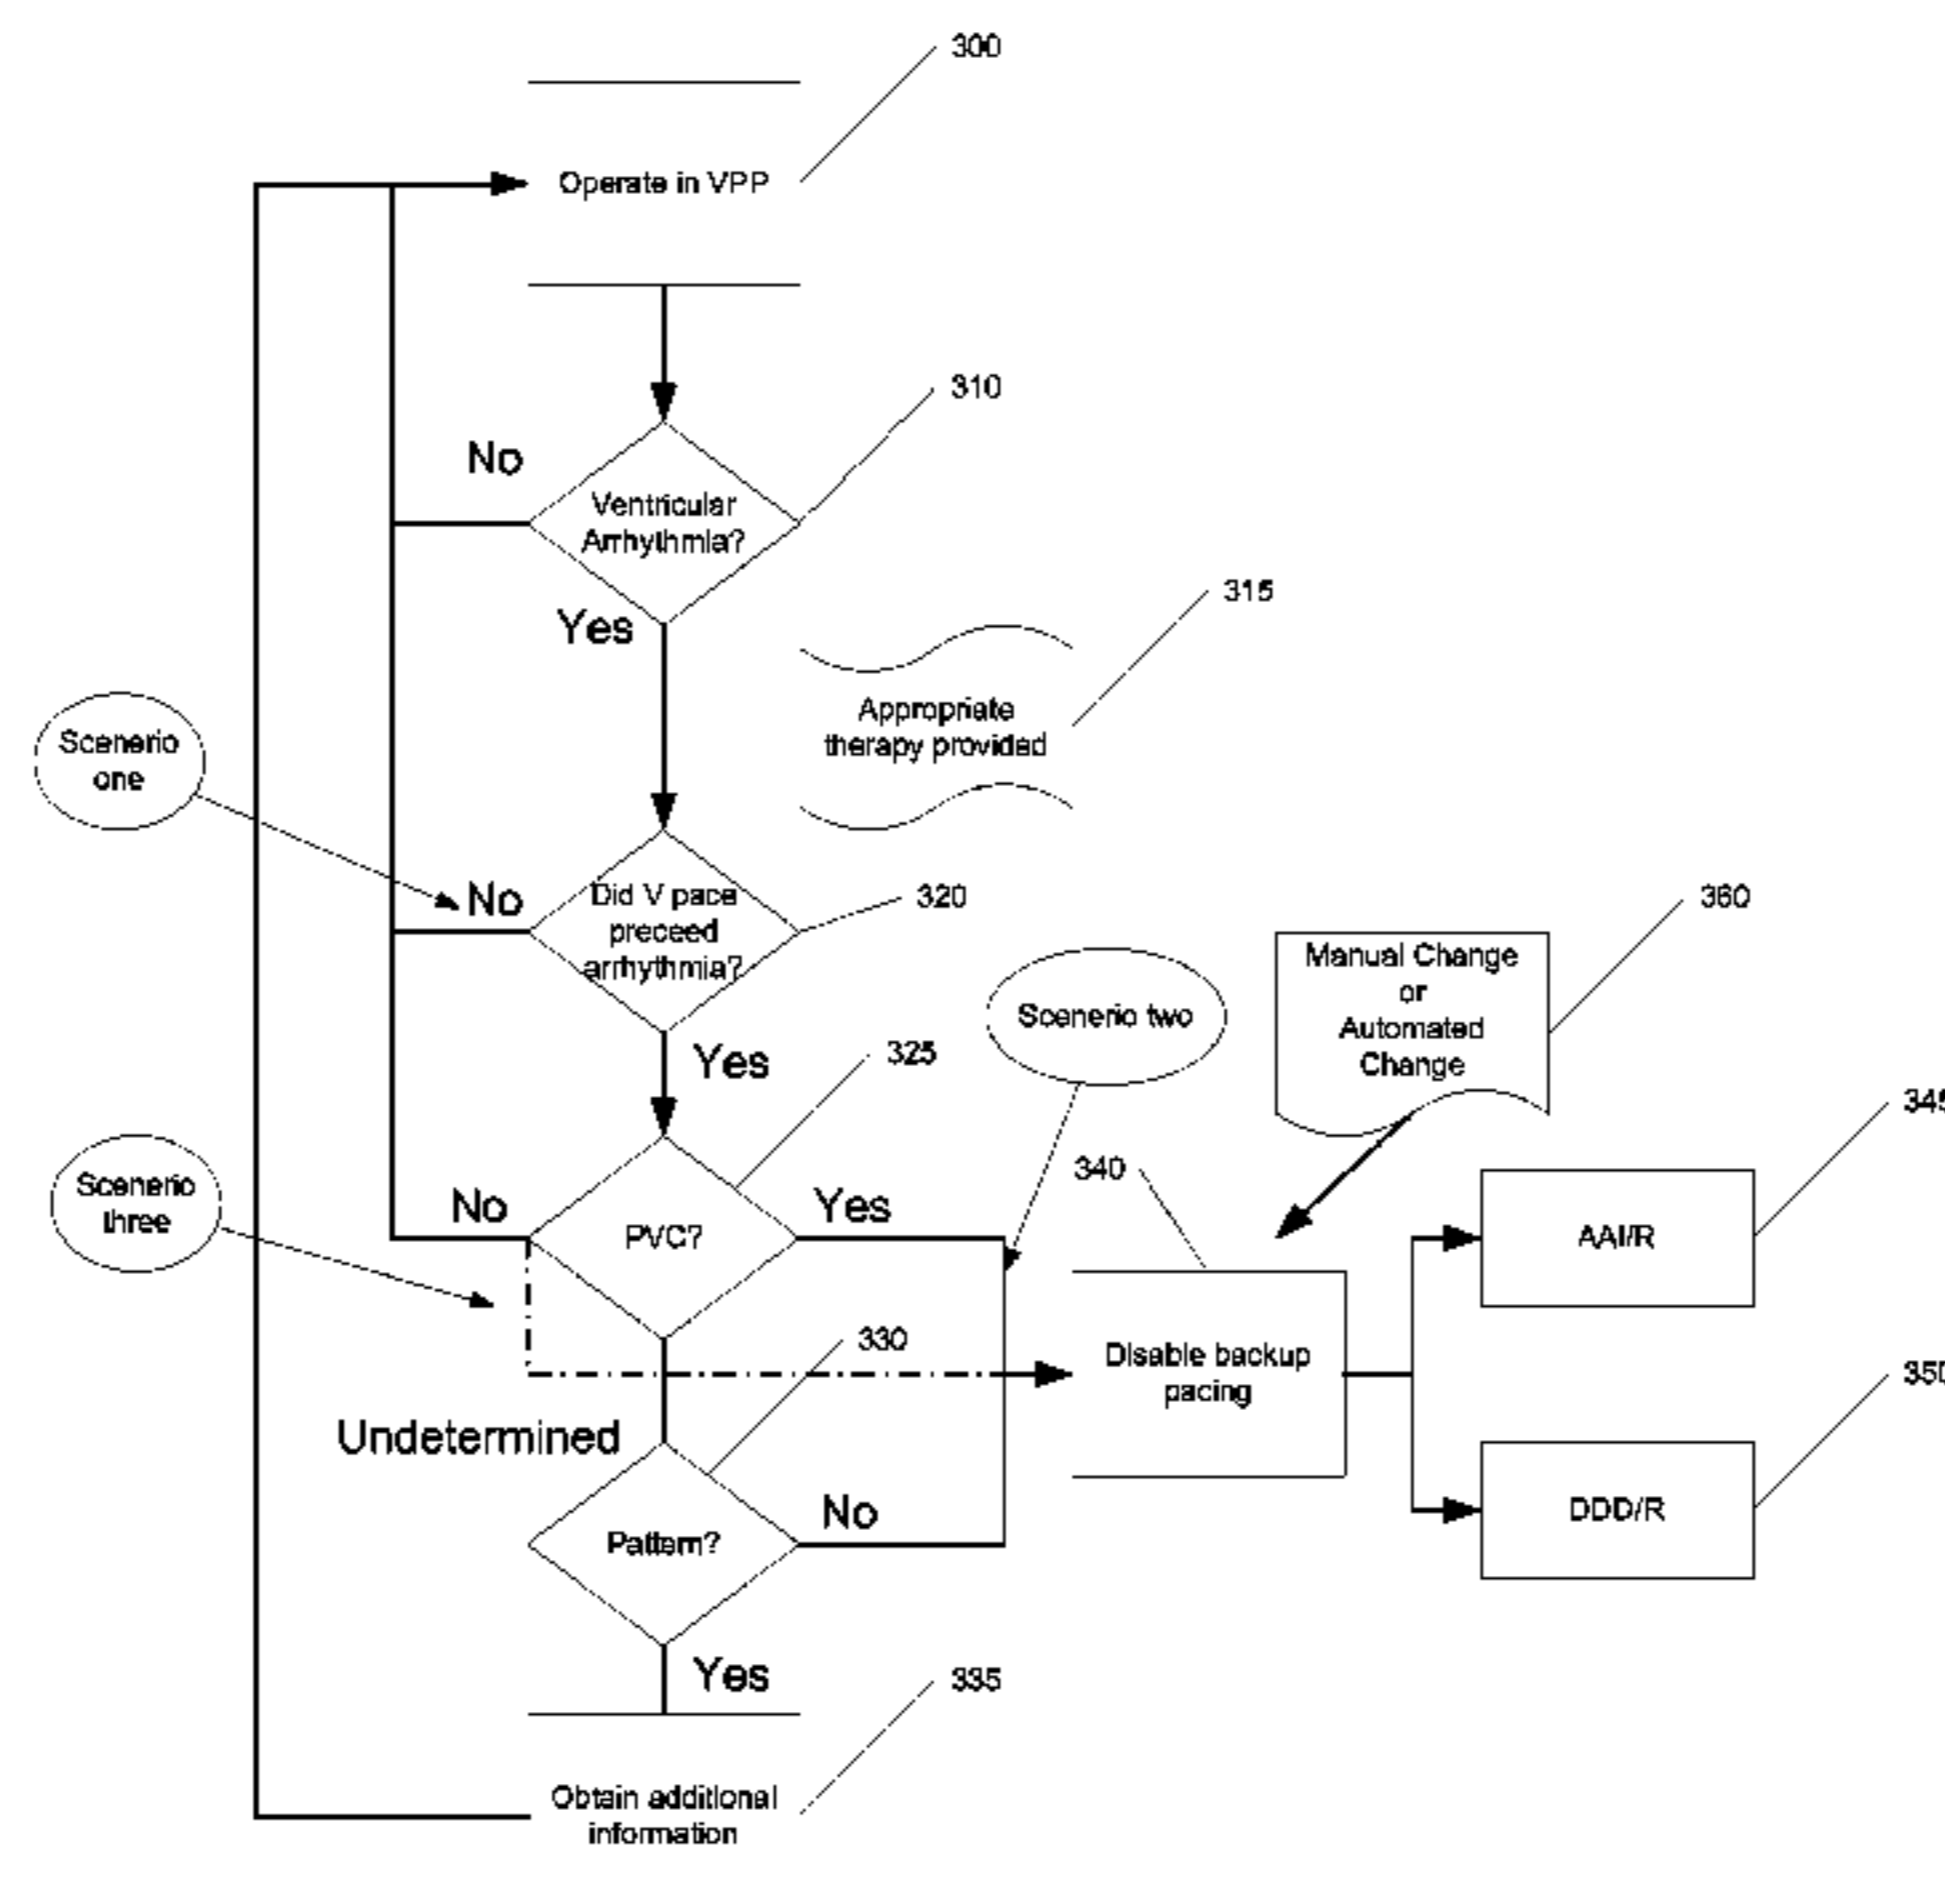 300
Operate in VPP
310
No
Ventricular
Arrhythmia?
315
Yes
Appropriate
therapy provided
Scenerio
one
No
Did V pace
preceed
arrhythmia?
320
360
Manual Change
or
Automated
Change
Scenerio two
Yes
325
345
340
Scenerio
three
No
PVC?
Yes
AAI/R
330
Disable backup
pacing
350
Undetermined
Pattern?
No
DDD/R
Yes
335
Obtain additional
information